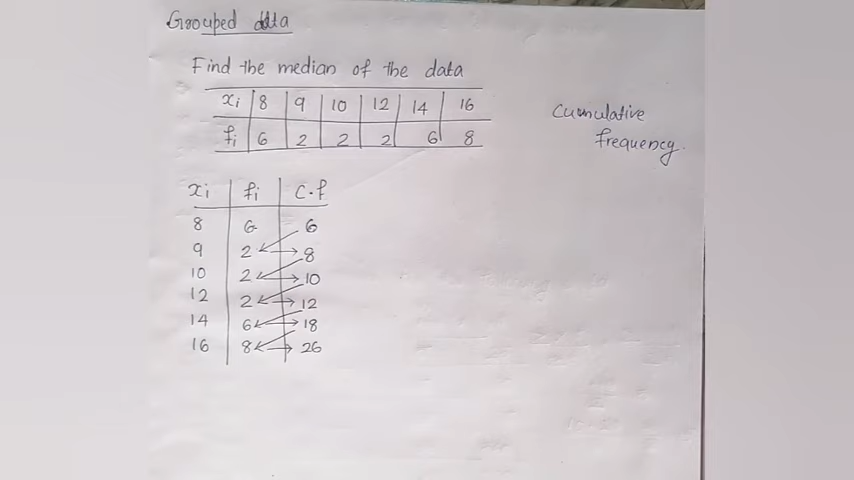 Grouped data
Find the median of the data
xi 8 9 10 12 14 16
fi 6 2 2 2 6 8
Cumulative
frequency.
xi fi C.f
8 6 6
9 2 8
10 2 10
12 2 12
14 6 18
16 8 26